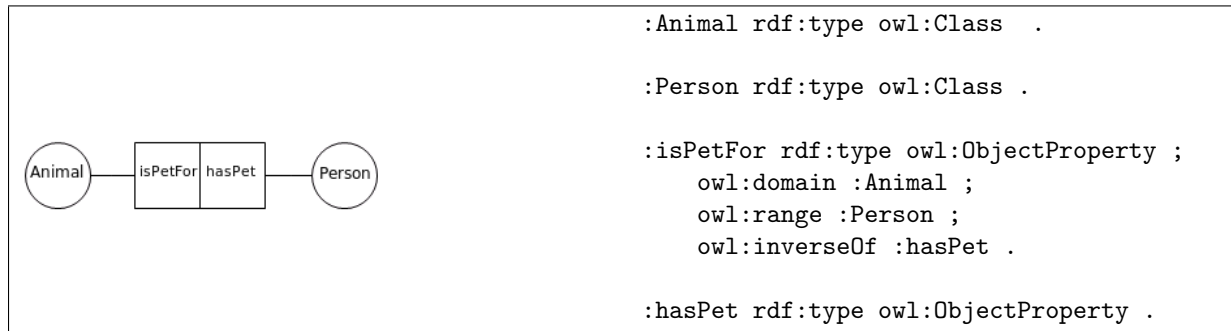 Animal isPetFor hasPet Person
:Animal rdf:type owl:Class .
:Person rdf:type owl:Class .
:isPetFor rdf:type owl:ObjectProperty ;
owl:domain :Animal ;
owl:range :Person ;
owl:inverseOf :hasPet .
:hasPet rdf:type owl:ObjectProperty .